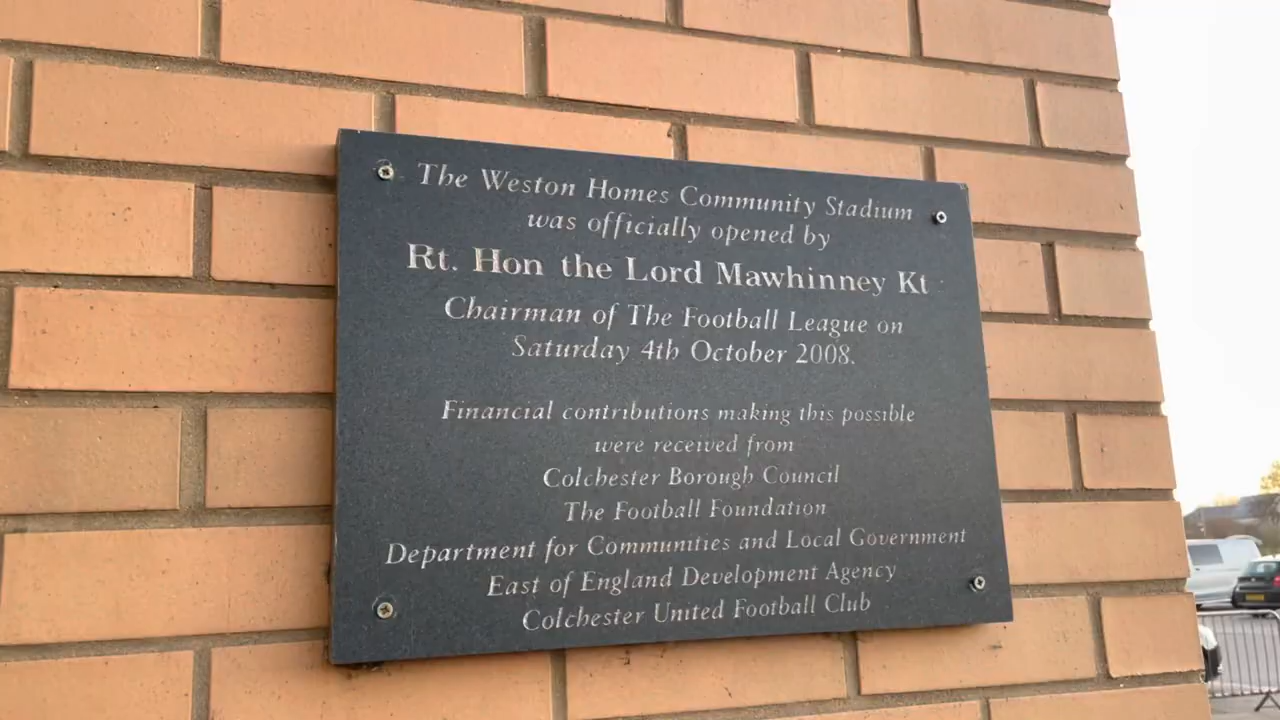 The Weston Homes Community Stadium
was officially opened by
Rt. Hon the Lord Mawhinney Kt
Chairman of The Football League on
Saturday 4th October 2008.
Financial contributions making this possible
were received from
Colchester Borough Council
The Football Foundation
Department for Communities and Local Government
East of England Development Agency
Colchester United Football Club